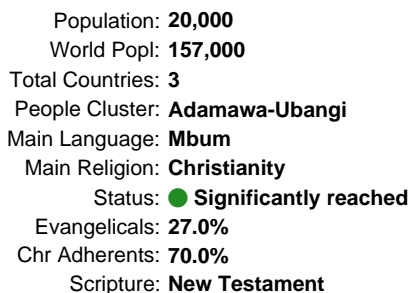 Population: 20,000
World Popl: 157,000
Total Countries: 3
People Cluster: Adamawa-Ubangi
Main Language: Mbum
Main Religion: Christianity
Status: Significantly reached
Evangelicals: 27.0%
Chr Adherents: 70.0%
Scripture: New Testament